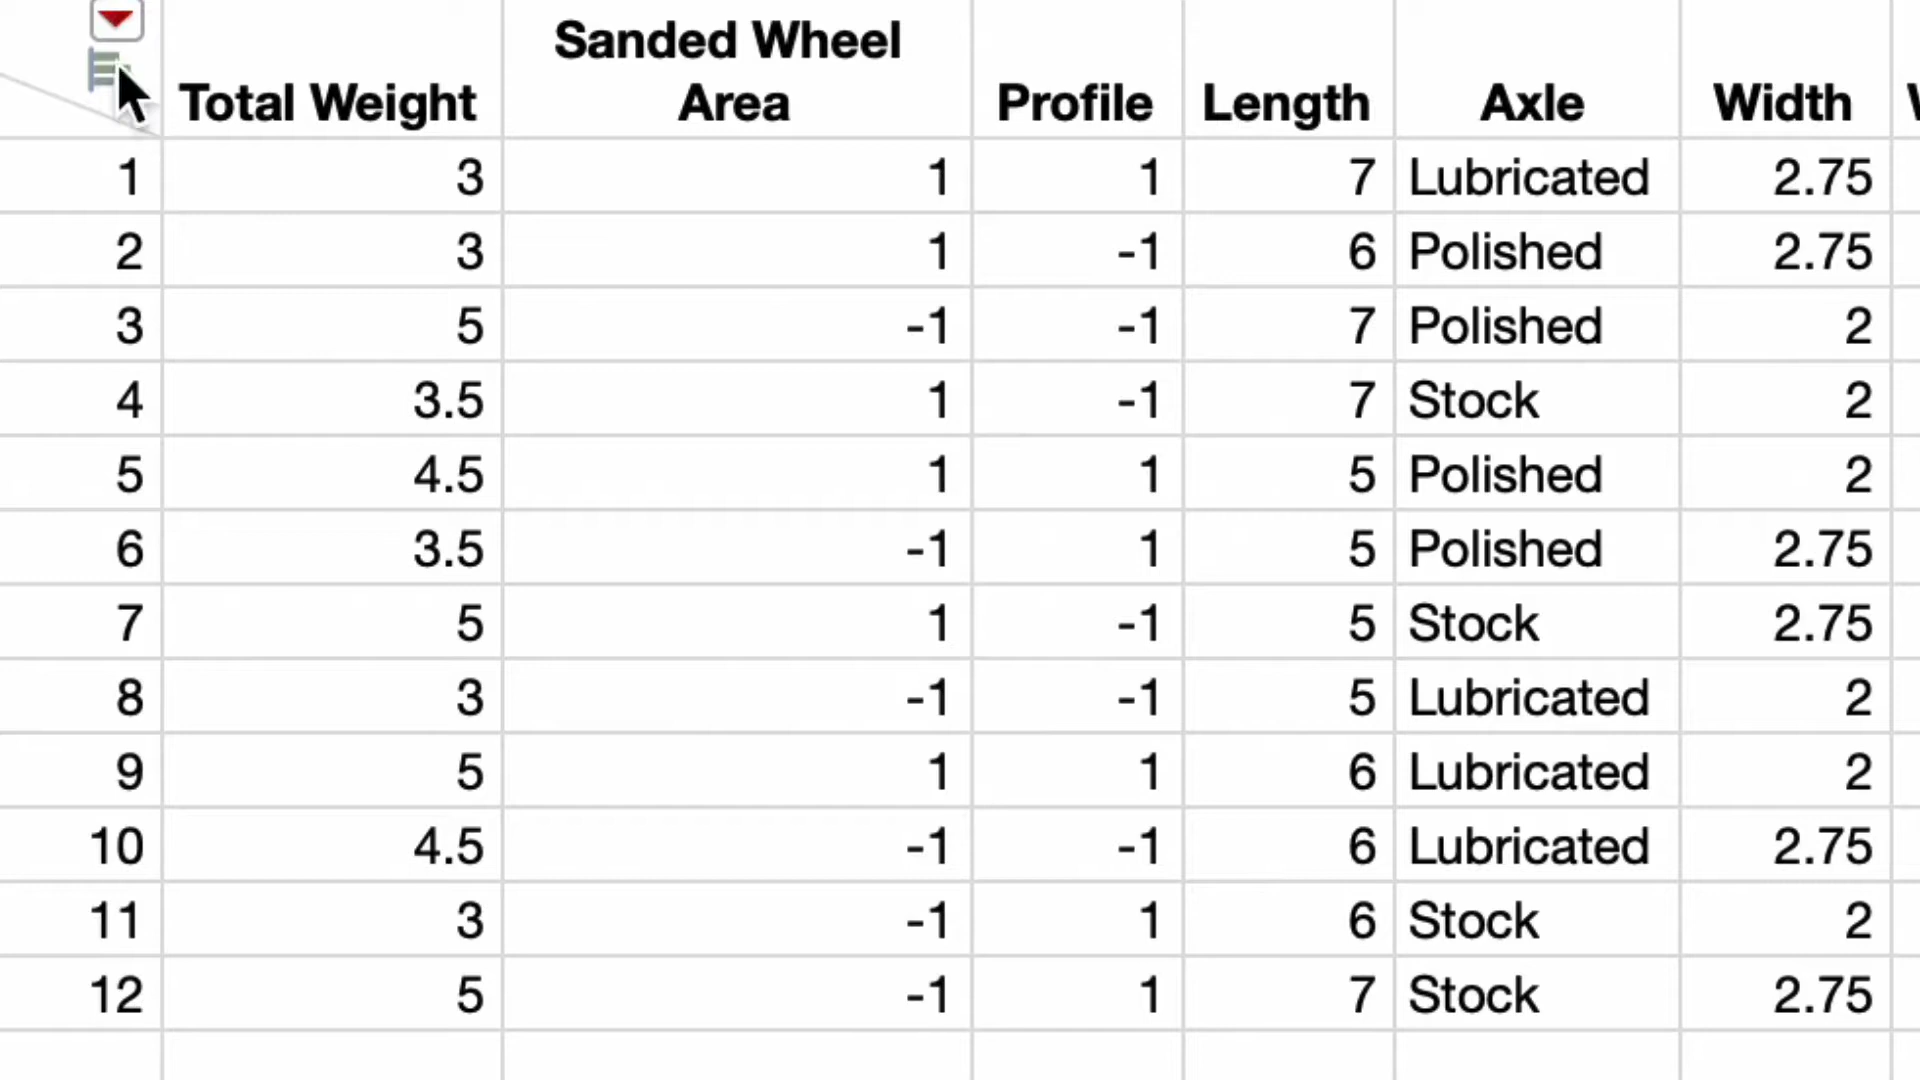 Total Weight Sanded Wheel Area Profile Length Axle Width
1 3 1 1 7 Lubricated 2.75
2 3 1 -1 6 Polished 2.75
3 5 -1 -1 7 Polished 2
4 3.5 1 -1 7 Stock 2
5 4.5 1 1 5 Polished 2
6 3.5 -1 1 5 Polished 2.75
7 5 1 -1 5 Stock 2.75
8 3 -1 -1 5 Lubricated 2
9 5 1 1 6 Lubricated 2
10 4.5 -1 -1 6 Lubricated 2.75
11 3 -1 1 6 Stock 2
12 5 -1 1 7 Stock 2.75